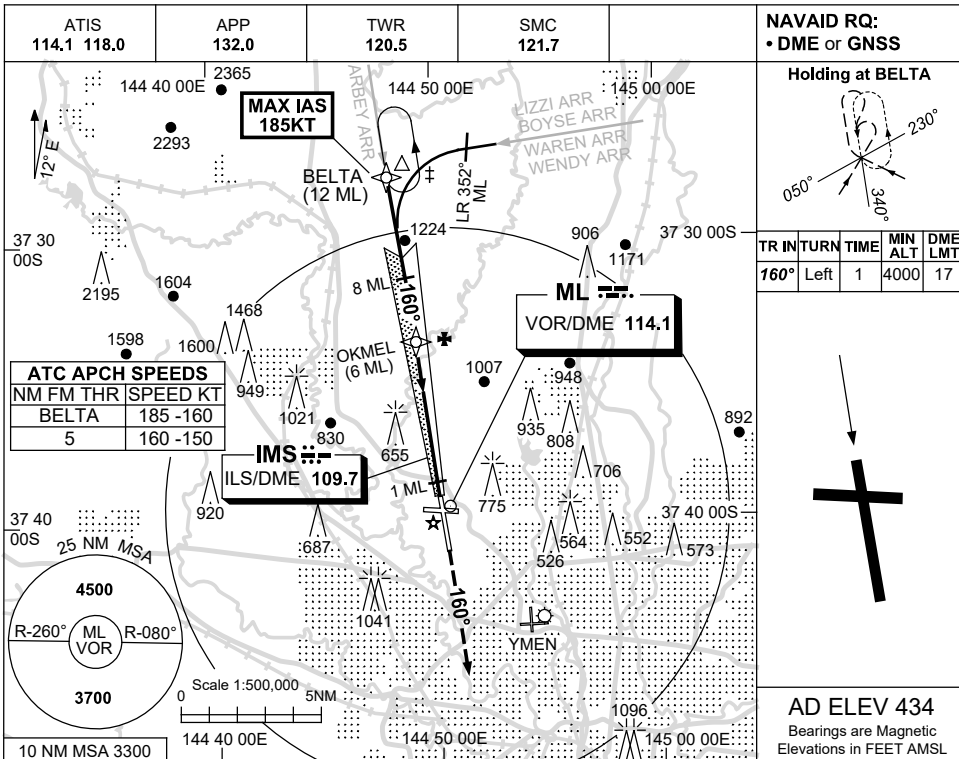 ATIS
114.1 118.0
APP
132.0
TWR
120.5
SMC
121.7
NAVAID RQ:
• DME or GNSS
144 40 00E
2365
144 50 00E
145 00 00E
MAX IAS
185KT
2293
12° E
ARBEY ARR
LIZZI ARR
BOYSE ARR
WAREN ARR
WENDY ARR
BELTA
(12 ML)
‡
LR 352°
ML
Holding at BELTA
230°
050°
340°
37 30
00S
1224
906
37 30 00S
1171
TR IN TURN TIME MIN ALT DME LMT
160° Left 1 4000 17
2195
1604
8 ML
160°
ML
VOR/DME 114.1
1468
1600
1598
949
OKMEL
(6 ML)
1007
948
ATC APCH SPEEDS
NM FM THR SPEED KT
BELTA 185 -160
5 160 -150
1021
830
655
935
808
892
IMS
ILS/DME 109.7
706
1 ML
775
920
687
37 40
00S
37 40 00S
564
552
526
573
25 NM MSA
4500
R-260°
ML
VOR
R-080°
3700
1041
160°
YMEN
Scale 1:500,000
0 5NM
1096
10 NM MSA 3300
144 40 00E
144 50 00E
145 00 00E
AD ELEV 434
Bearings are Magnetic
Elevations in FEET AMSL